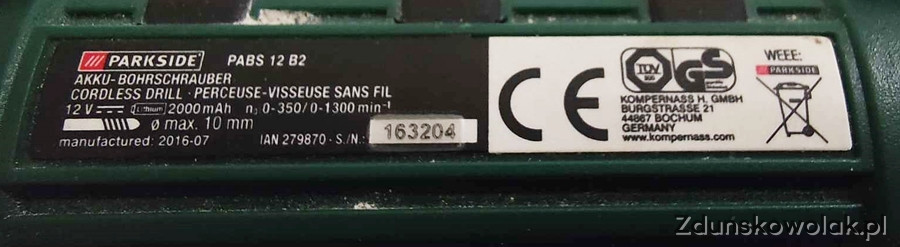 /// PARKSIDE® PABS 12 B2
AKKU-BOHRSCHRAUBER
CORDLESS DRILL · PERCEUSE-VISSEUSE SANS FIL
12 V Lithium 2000 mAh n₀ 0-350/0-1300 min⁻¹
ø max. 10 mm
manufactured: 2016-07 IAN 279870 · S./N.: 163204
CE
TÜV
GS
KOMPERNASS H. GMBH
BURGSTRASSE 21
44867 BOCHUM
GERMANY
www.kompernass.com
WEEE:
/// PARKSIDE
Zdunskowolak.pl